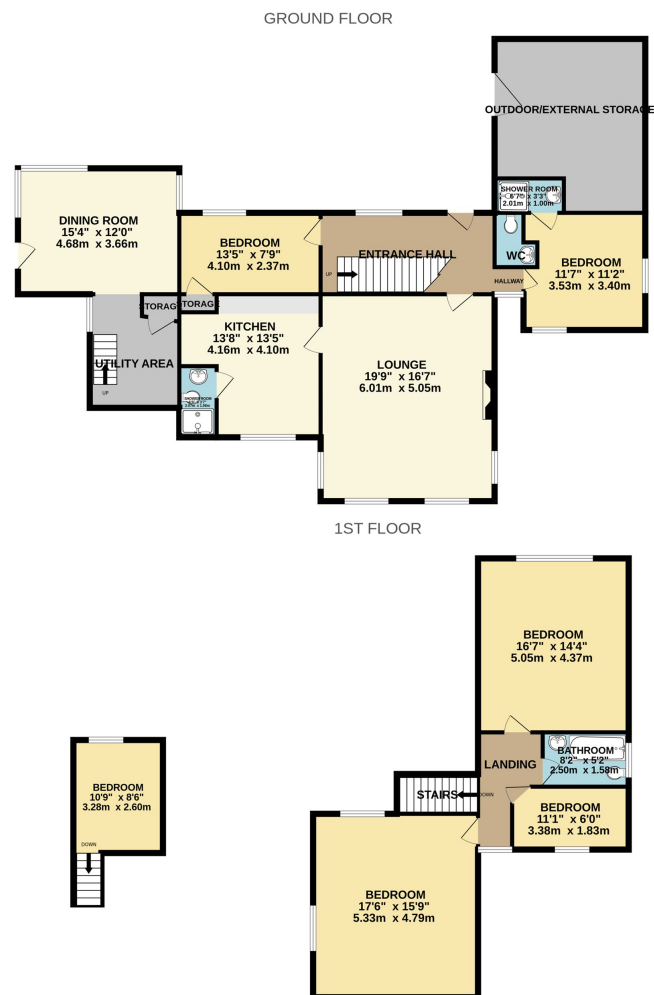 GROUND FLOOR
OUTDOOR/EXTERNAL STORAGE
SHOWER ROOM
6'7" x 3'3"
2.01m x 1.00m
DINING ROOM
15'4" x 12'0"
4.68m x 3.66m
BEDROOM
13'5" x 7'9"
4.10m x 2.37m
ENTRANCE HALL
UP
WC
HALLWAY
BEDROOM
11'7" x 11'2"
3.53m x 3.40m
STORAGE
STORAGE
KITCHEN
13'8" x 13'5"
4.16m x 4.10m
UTILITY AREA
UP
SHOWER ROOM
LOUNGE
19'9" x 16'7"
6.01m x 5.05m
1ST FLOOR
BEDROOM
16'7" x 14'4"
5.05m x 4.37m
BEDROOM
10'9" x 8'6"
3.28m x 2.60m
DOWN
LANDING
BATHROOM
8'2" x 5'2"
2.50m x 1.58m
STAIRS
DOWN
BEDROOM
11'1" x 6'0"
3.38m x 1.83m
BEDROOM
17'6" x 15'9"
5.33m x 4.79m